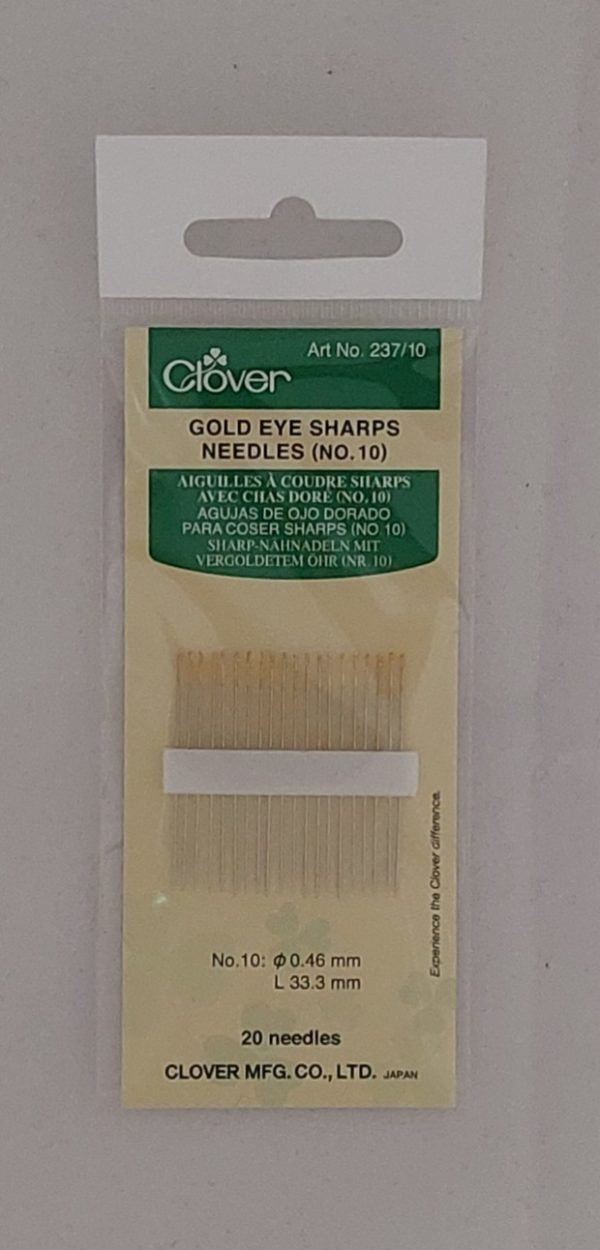 Art No. 237/10
Clover
GOLD EYE SHARPS
NEEDLES (NO.10)
AIGUILLES À COUDRE SHARPS
AVEC CHAS DORÉ (NO.10)
AGUJAS DE OJO DORADO
PARA COSER SHARPS (NO 10)
SHARP-NÄHNADELN MIT
VERGOLDETEM ÖHR (NR 10)
Experience the Clover difference.
No.10: ϕ0.46 mm
L 33.3 mm
20 needles
CLOVER MFG.CO.,LTD. JAPAN